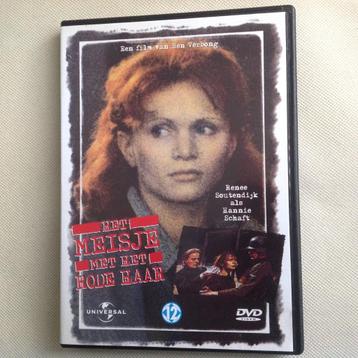 Een film van Ben Verbong
Renee
Soutendijk
als
Hannie
Schaft
HET
MEISJE
MET HET
RODE HAAR
UNIVERSAL
12
DVD
VIDEO